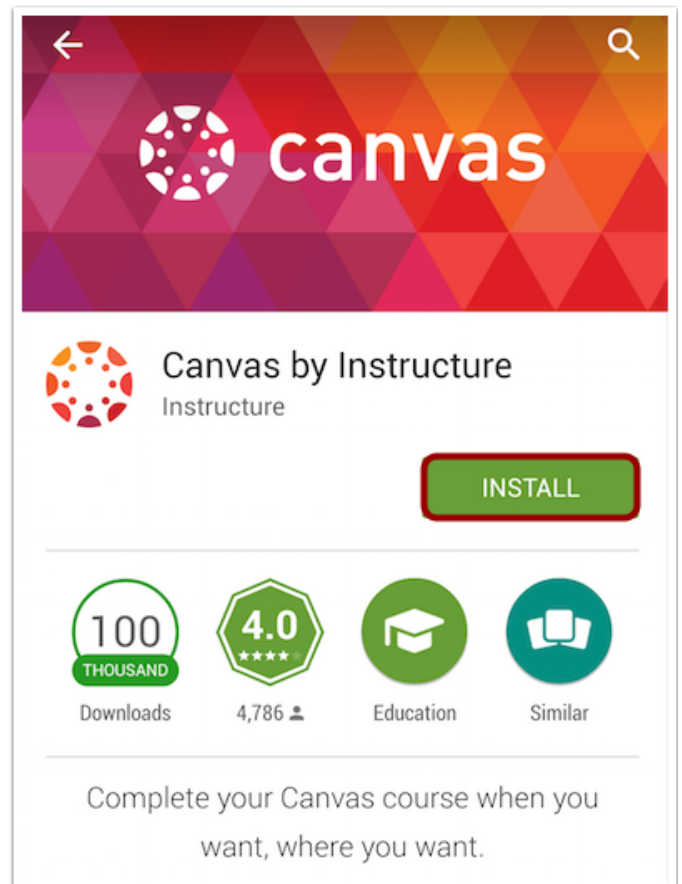 canvas
Canvas by Instructure
Instructure
INSTALL
100
THOUSAND
Downloads
4.0
4,786
Education
Similar
Complete your Canvas course when you
want, where you want.